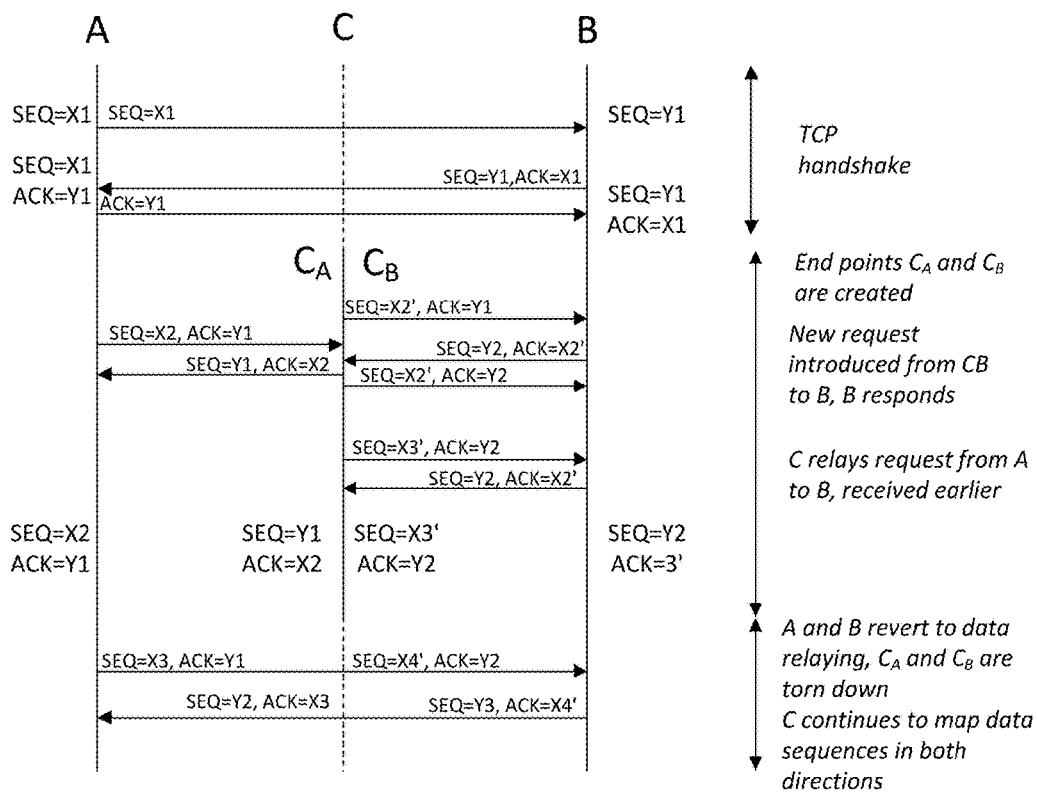 A C B
SEQ=X1 SEQ=X1 SEQ=Y1
TCP
handshake
SEQ=X1
ACK=Y1
SEQ=Y1,ACK=X1
SEQ=Y1
ACK=X1
ACK=Y1
CA CB
End points CA and CB
are created
SEQ=X2', ACK=Y1
SEQ=X2, ACK=Y1
SEQ=Y2, ACK=X2'
SEQ=Y1, ACK=X2
SEQ=X2', ACK=Y2
New request
introduced from CB
to B, B responds
SEQ=X3', ACK=Y2
SEQ=Y2, ACK=X2'
C relays request from A
to B, received earlier
SEQ=X2 SEQ=Y1 SEQ=X3' SEQ=Y2
ACK=Y1 ACK=X2 ACK=Y2 ACK=3'
SEQ=X3, ACK=Y1 SEQ=X4', ACK=Y2
SEQ=Y2, ACK=X3 SEQ=Y3, ACK=X4'
A and B revert to data
relaying, CA and CB are
torn down
C continues to map data
sequences in both
directions